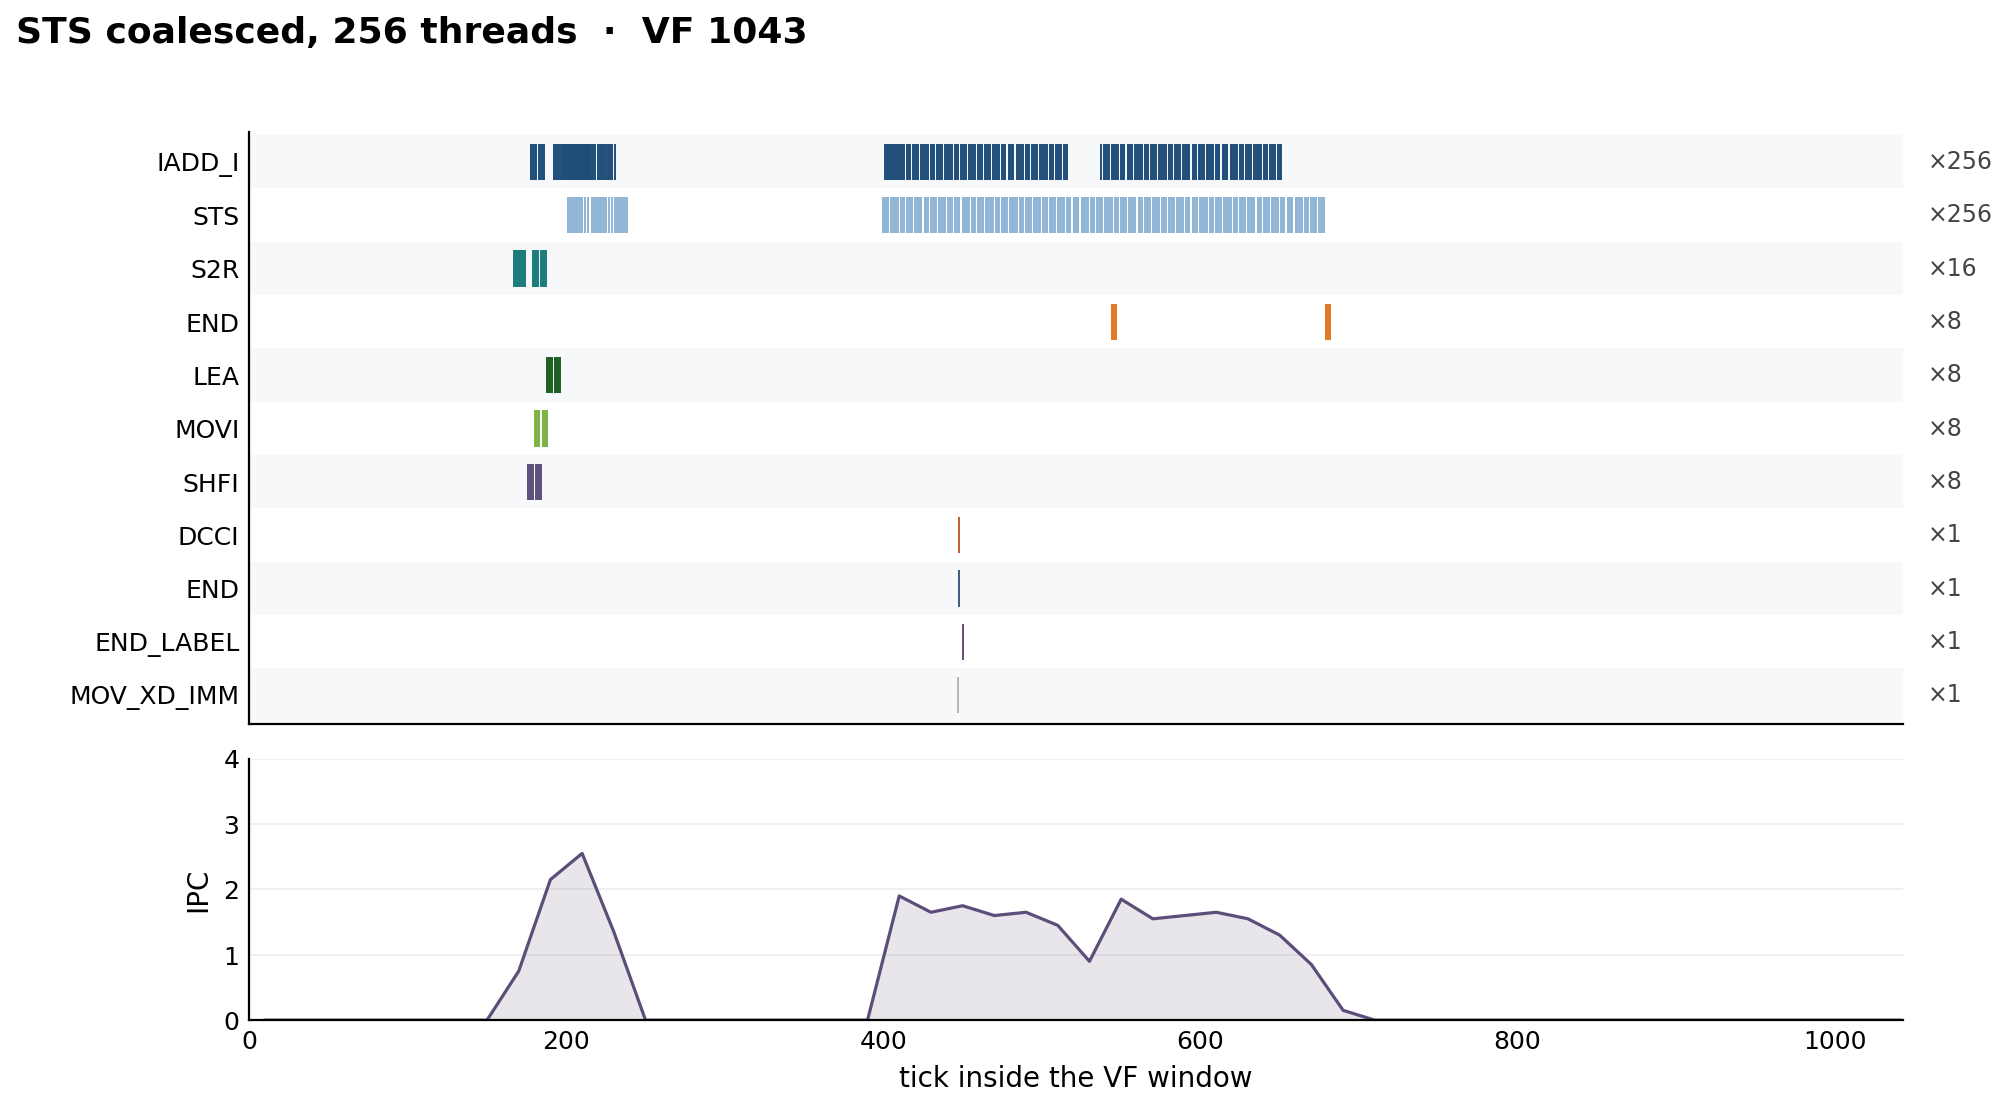 STS coalesced, 256 threads · VF 1043
IADD_I ×256
STS ×256
S2R ×16
END ×8
LEA ×8
MOVI ×8
SHFI ×8
DCCI ×1
END ×1
END_LABEL ×1
MOV_XD_IMM ×1
4
3
2
1
0
IPC
0 200 400 600 800 1000
tick inside the VF window